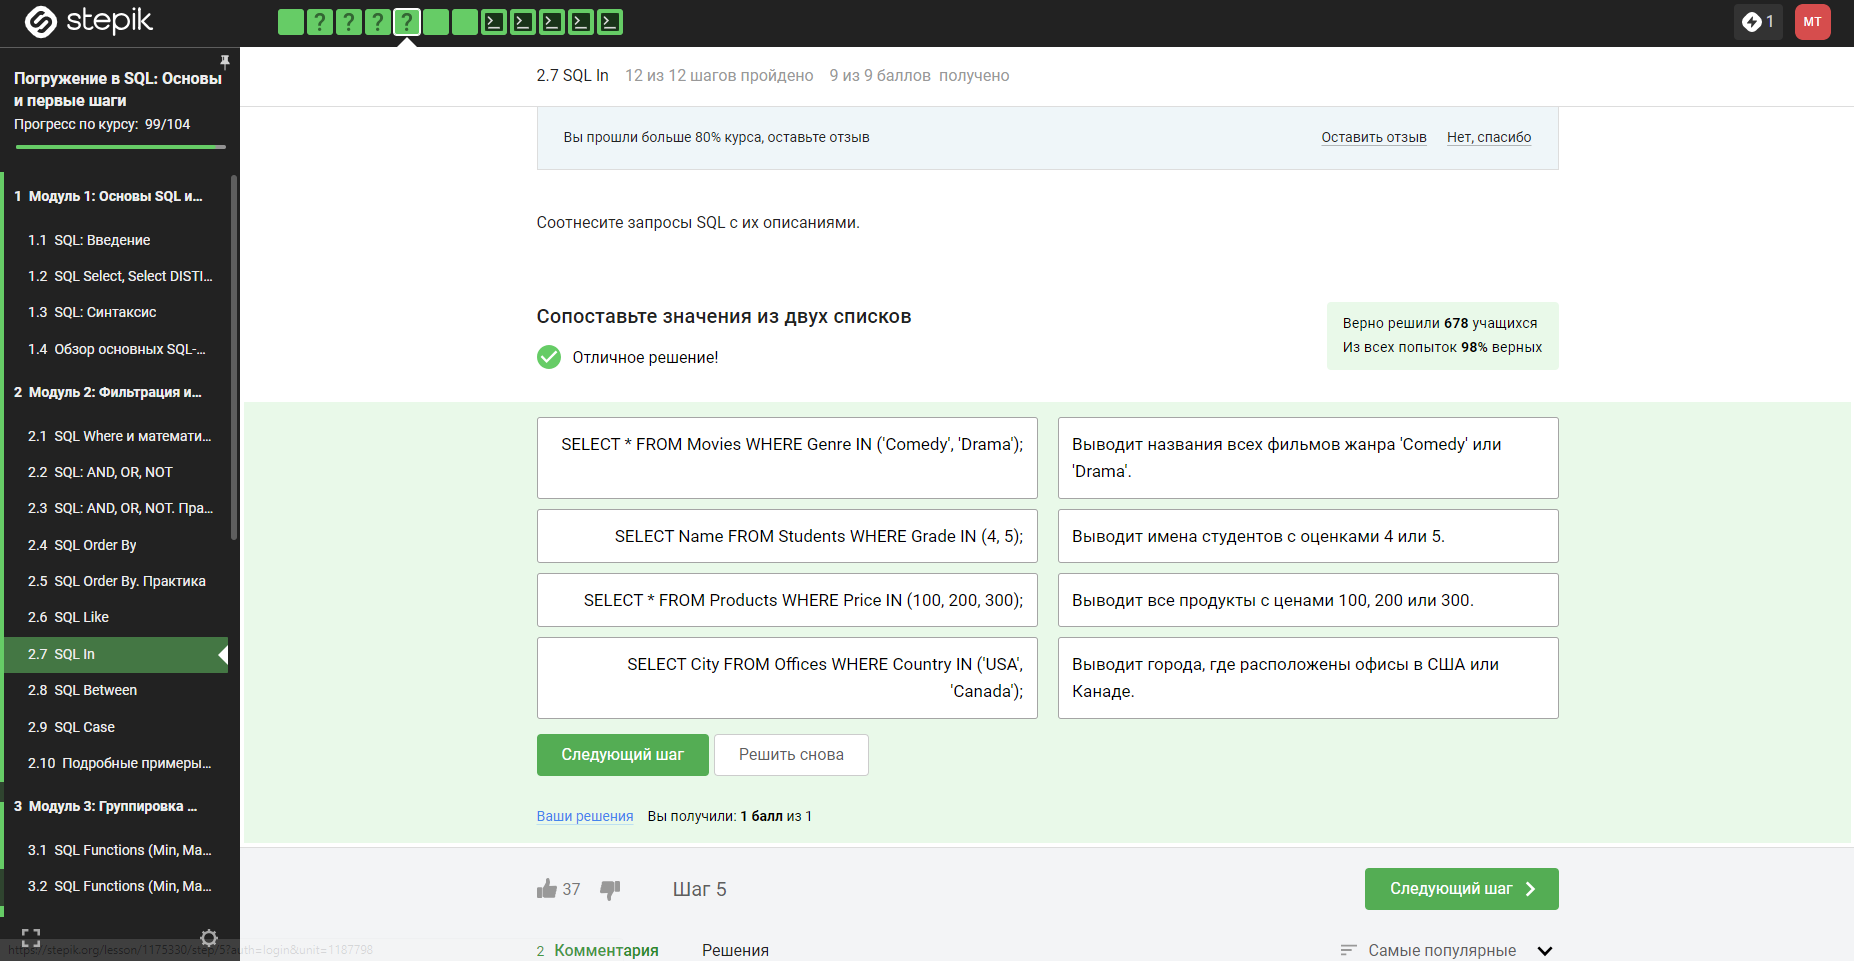 stepik
? ? ? ?
1
МТ
Погружение в SQL: Основы
и первые шаги
Прогресс по курсу: 99/104
1 Модуль 1: Основы SQL и...
1.1 SQL: Введение
1.2 SQL Select, Select DISTI...
1.3 SQL: Синтаксис
1.4 Обзор основных SQL-...
2 Модуль 2: Фильтрация и...
2.1 SQL Where и математи...
2.2 SQL: AND, OR, NOT
2.3 SQL: AND, OR, NOT. Пра...
2.4 SQL Order By
2.5 SQL Order By. Практика
2.6 SQL Like
2.7 SQL In
2.8 SQL Between
2.9 SQL Case
2.10 Подробные примеры...
3 Модуль 3: Группировка ...
3.1 SQL Functions (Min, Ma...
3.2 SQL Functions (Min, Ma...
https://stepik.org/lesson/1175330/step/5?auth=login&unit=1187798
2.7 SQL In 12 из 12 шагов пройдено 9 из 9 баллов получено
Вы прошли больше 80% курса, оставьте отзыв
Оставить отзыв Нет, спасибо
Соотнесите запросы SQL с их описаниями.
Сопоставьте значения из двух списков
Отличное решение!
Верно решили 678 учащихся
Из всех попыток 98% верных
SELECT * FROM Movies WHERE Genre IN ('Comedy', 'Drama');
Выводит названия всех фильмов жанра 'Comedy' или
'Drama'.
SELECT Name FROM Students WHERE Grade IN (4, 5);
Выводит имена студентов с оценками 4 или 5.
SELECT * FROM Products WHERE Price IN (100, 200, 300);
Выводит все продукты с ценами 100, 200 или 300.
SELECT City FROM Offices WHERE Country IN ('USA',
'Canada');
Выводит города, где расположены офисы в США или
Канаде.
Следующий шаг Решить снова
Ваши решения Вы получили: 1 балл из 1
37 Шаг 5
Следующий шаг
2 Комментария Решения
Самые популярные